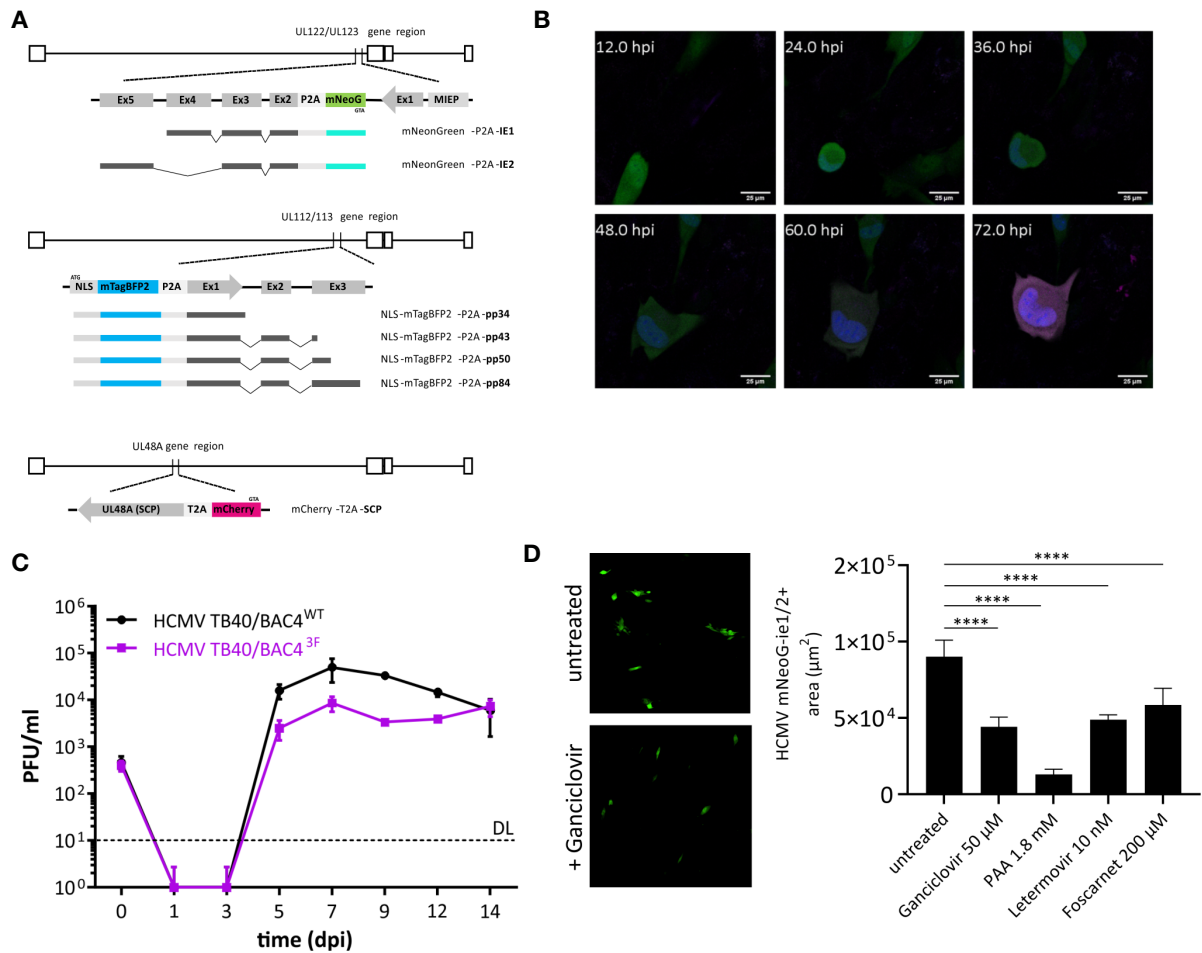 A
UL122/UL123 gene region
Ex5 Ex4 Ex3 Ex2 P2A mNeoG Ex1 MIEP
GTA
mNeonGreen -P2A -IE1
mNeonGreen -P2A -IE2
UL112/113 gene region
ATG
NLS mTagBFP2 P2A Ex1 Ex2 Ex3
NLS-mTagBFP2 -P2A -pp34
NLS-mTagBFP2 -P2A -pp43
NLS-mTagBFP2 -P2A -pp50
NLS-mTagBFP2 -P2A -pp84
UL48A gene region
GTA
UL48A (SCP) T2A mCherry mCherry -T2A -SCP
B
12.0 hpi 24.0 hpi 36.0 hpi
25 µm 25 µm 25 µm
48.0 hpi 60.0 hpi 72.0 hpi
25 µm 25 µm 25 µm
C
HCMV TB40/BAC4^WT
HCMV TB40/BAC4^3F
PFU/ml
10^6
10^5
10^4
10^3
10^2
10^1
10^0
DL
0 1 3 5 7 9 12 14
time (dpi)
D
untreated
+ Ganciclovir
HCMV mNeoG-ie1/2+
area (µm²)
2×10^5
1×10^5
5×10^4
0
****
****
****
****
untreated
Ganciclovir 50 µM
PAA 1.8 mM
Letermovir 10 nM
Foscarnet 200 µM